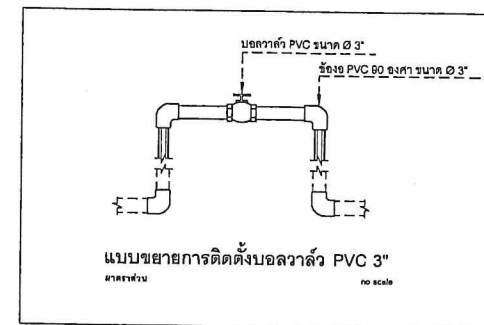 บอลวาล์ว PVC ขนาด Ø 3"
ข้องอ PVC 90 องศา ขนาด Ø 3"
แบบขยายการติดตั้งบอลวาล์ว PVC 3"
มาตราส่วน no scale